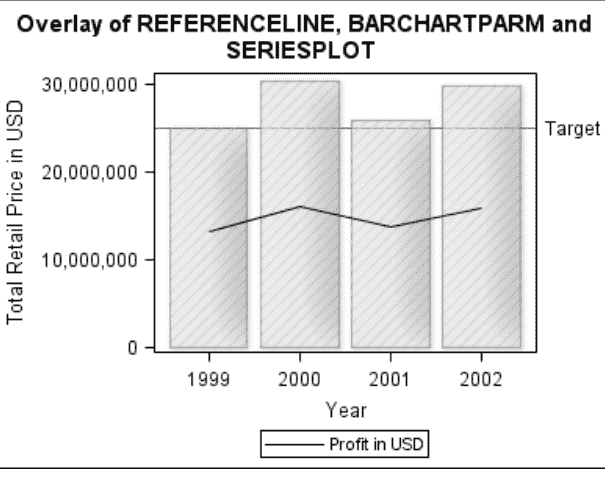 Overlay of REFERENCELINE, BARCHARTPARM and
SERIESPLOT
Total Retail Price in USD
30,000,000
20,000,000
10,000,000
0
Target
1999 2000 2001 2002
Year
Profit in USD